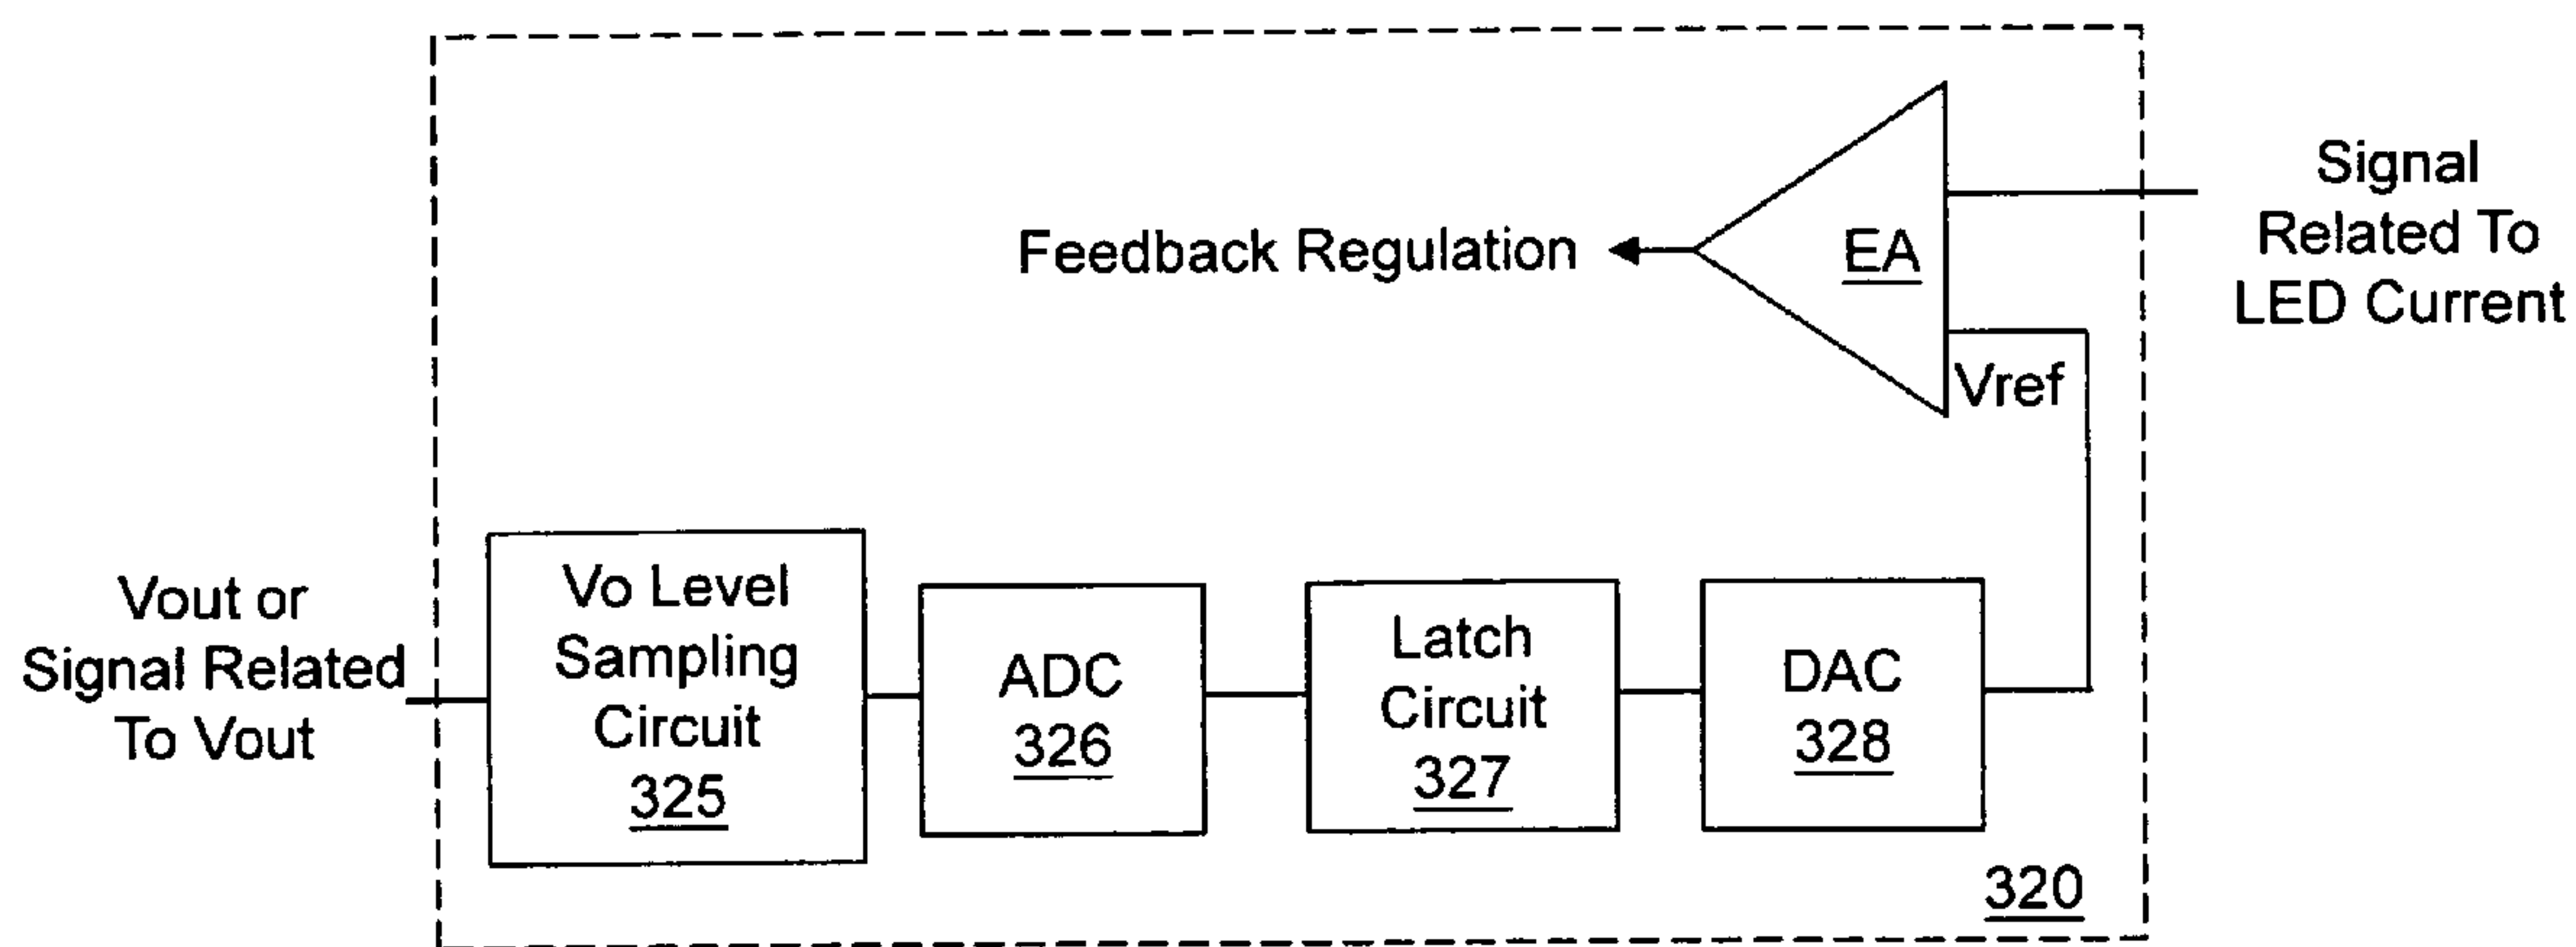 Signal
Related To
LED Current
EA
Feedback Regulation
Vref
Vout or
Signal Related
To Vout
Vo Level
Sampling
Circuit
325
ADC
326
Latch
Circuit
327
DAC
328
320